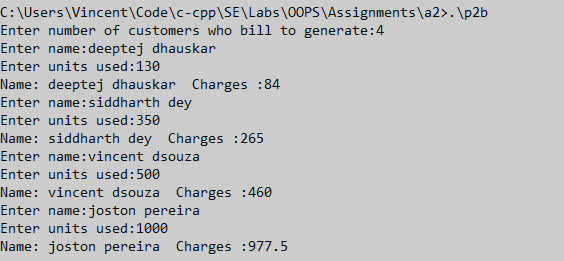 C:\Users\Vincent\Code\c-cpp\SE\Labs\OOPS\Assignments\a2>.\p2b
Enter number of customers who bill to generate:4
Enter name:deeptej dhauskar
Enter units used:130
Name: deeptej dhauskar  Charges :84
Enter name:siddharth dey
Enter units used:350
Name: siddharth dey  Charges :265
Enter name:vincent dsouza
Enter units used:500
Name: vincent dsouza  Charges :460
Enter name:joston pereira
Enter units used:1000
Name: joston pereira  Charges :977.5